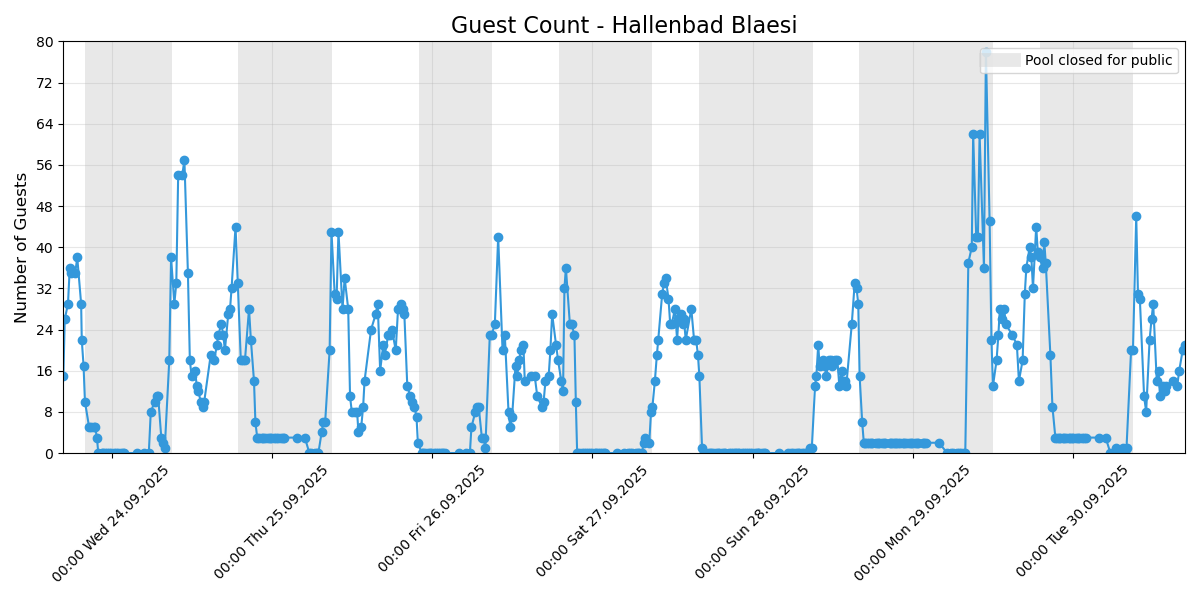 Guest Count - Hallenbad Blaesi
Number of Guests
80
72
64
56
48
40
32
24
16
8
0
Pool closed for public
00:00 Wed 24.09.2025
00:00 Thu 25.09.2025
00:00 Fri 26.09.2025
00:00 Sat 27.09.2025
00:00 Sun 28.09.2025
00:00 Mon 29.09.2025
00:00 Tue 30.09.2025